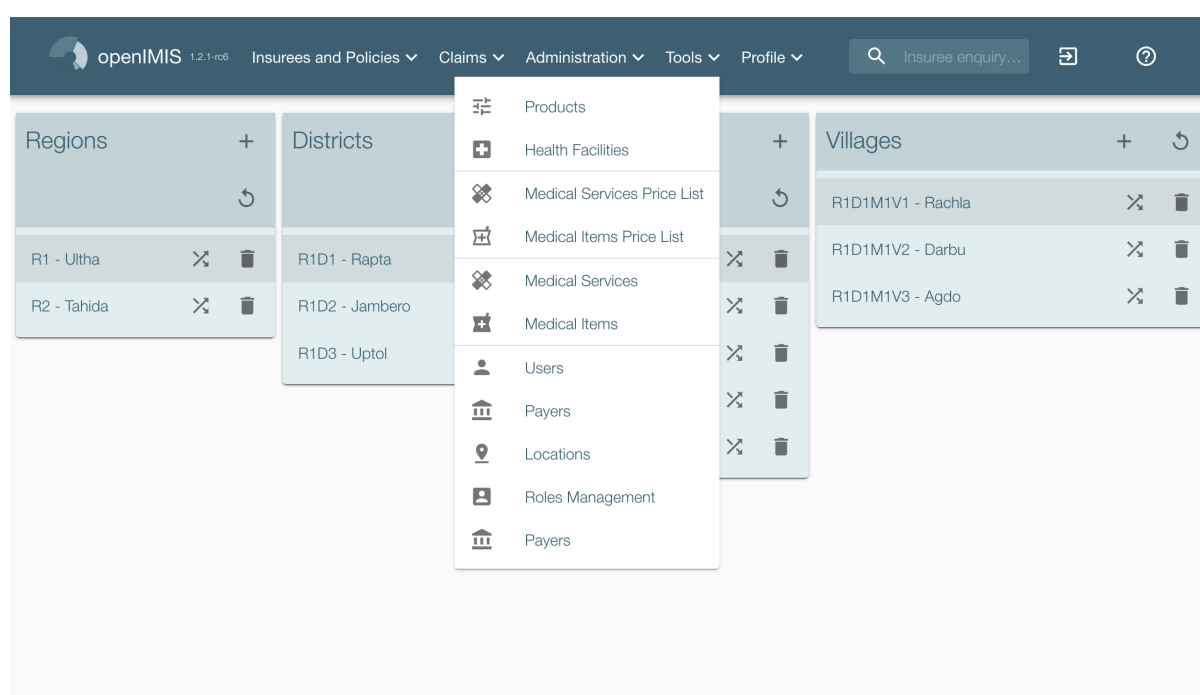 openIMIS 1.2.1-rc6 Insurees and Policies Claims Administration Tools Profile Insuree enquiry...
Regions
R1 - Ultha
R2 - Tahida
Districts
R1D1 - Rapta
R1D2 - Jambero
R1D3 - Uptol
Products
Health Facilities
Medical Services Price List
Medical Items Price List
Medical Services
Medical Items
Users
Payers
Locations
Roles Management
Payers
Villages
R1D1M1V1 - Rachla
R1D1M1V2 - Darbu
R1D1M1V3 - Agdo